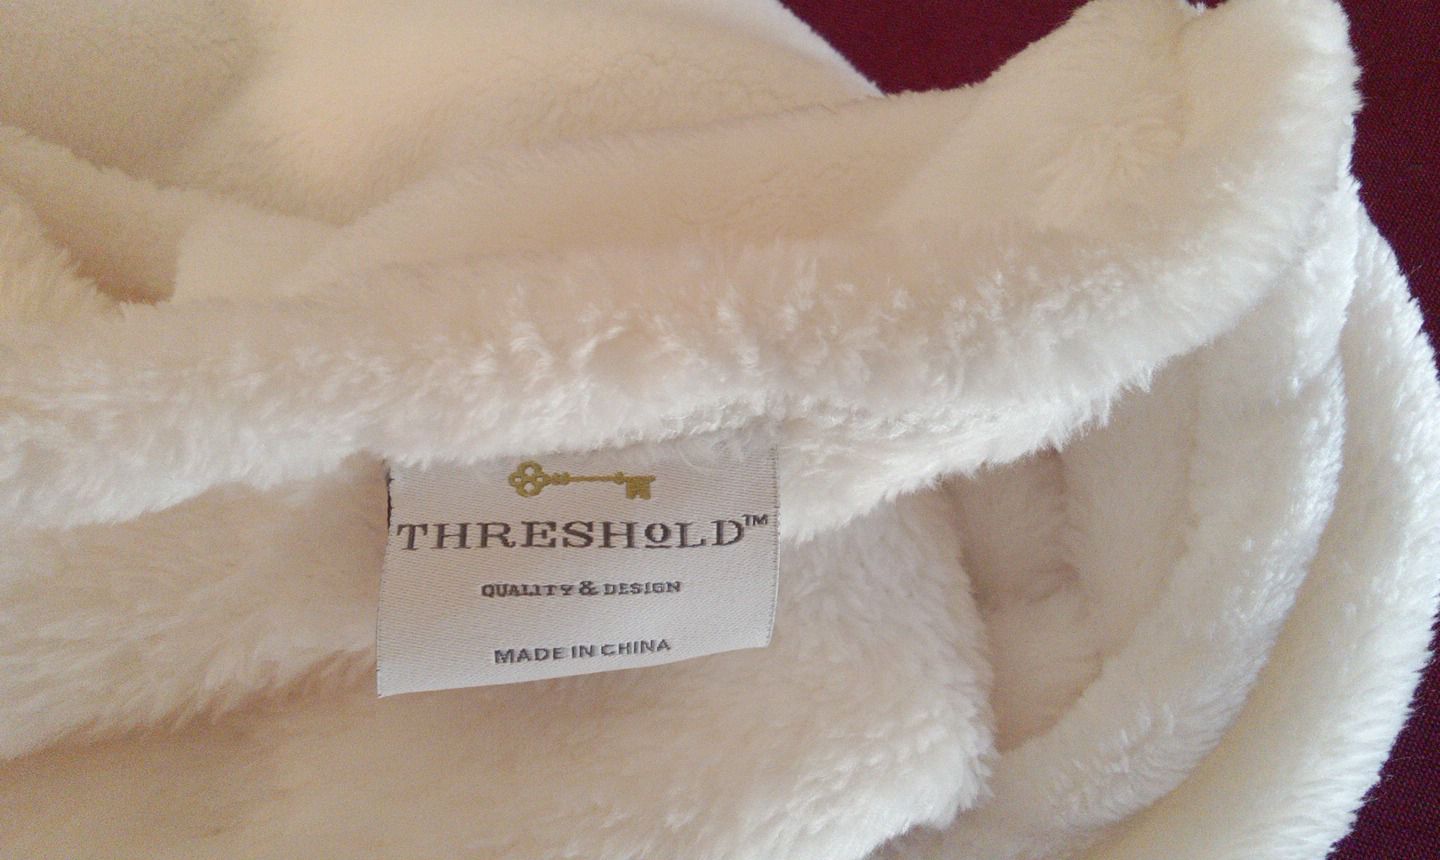 THRESHOLD™
QUALITY & DESIGN
MADE IN CHINA